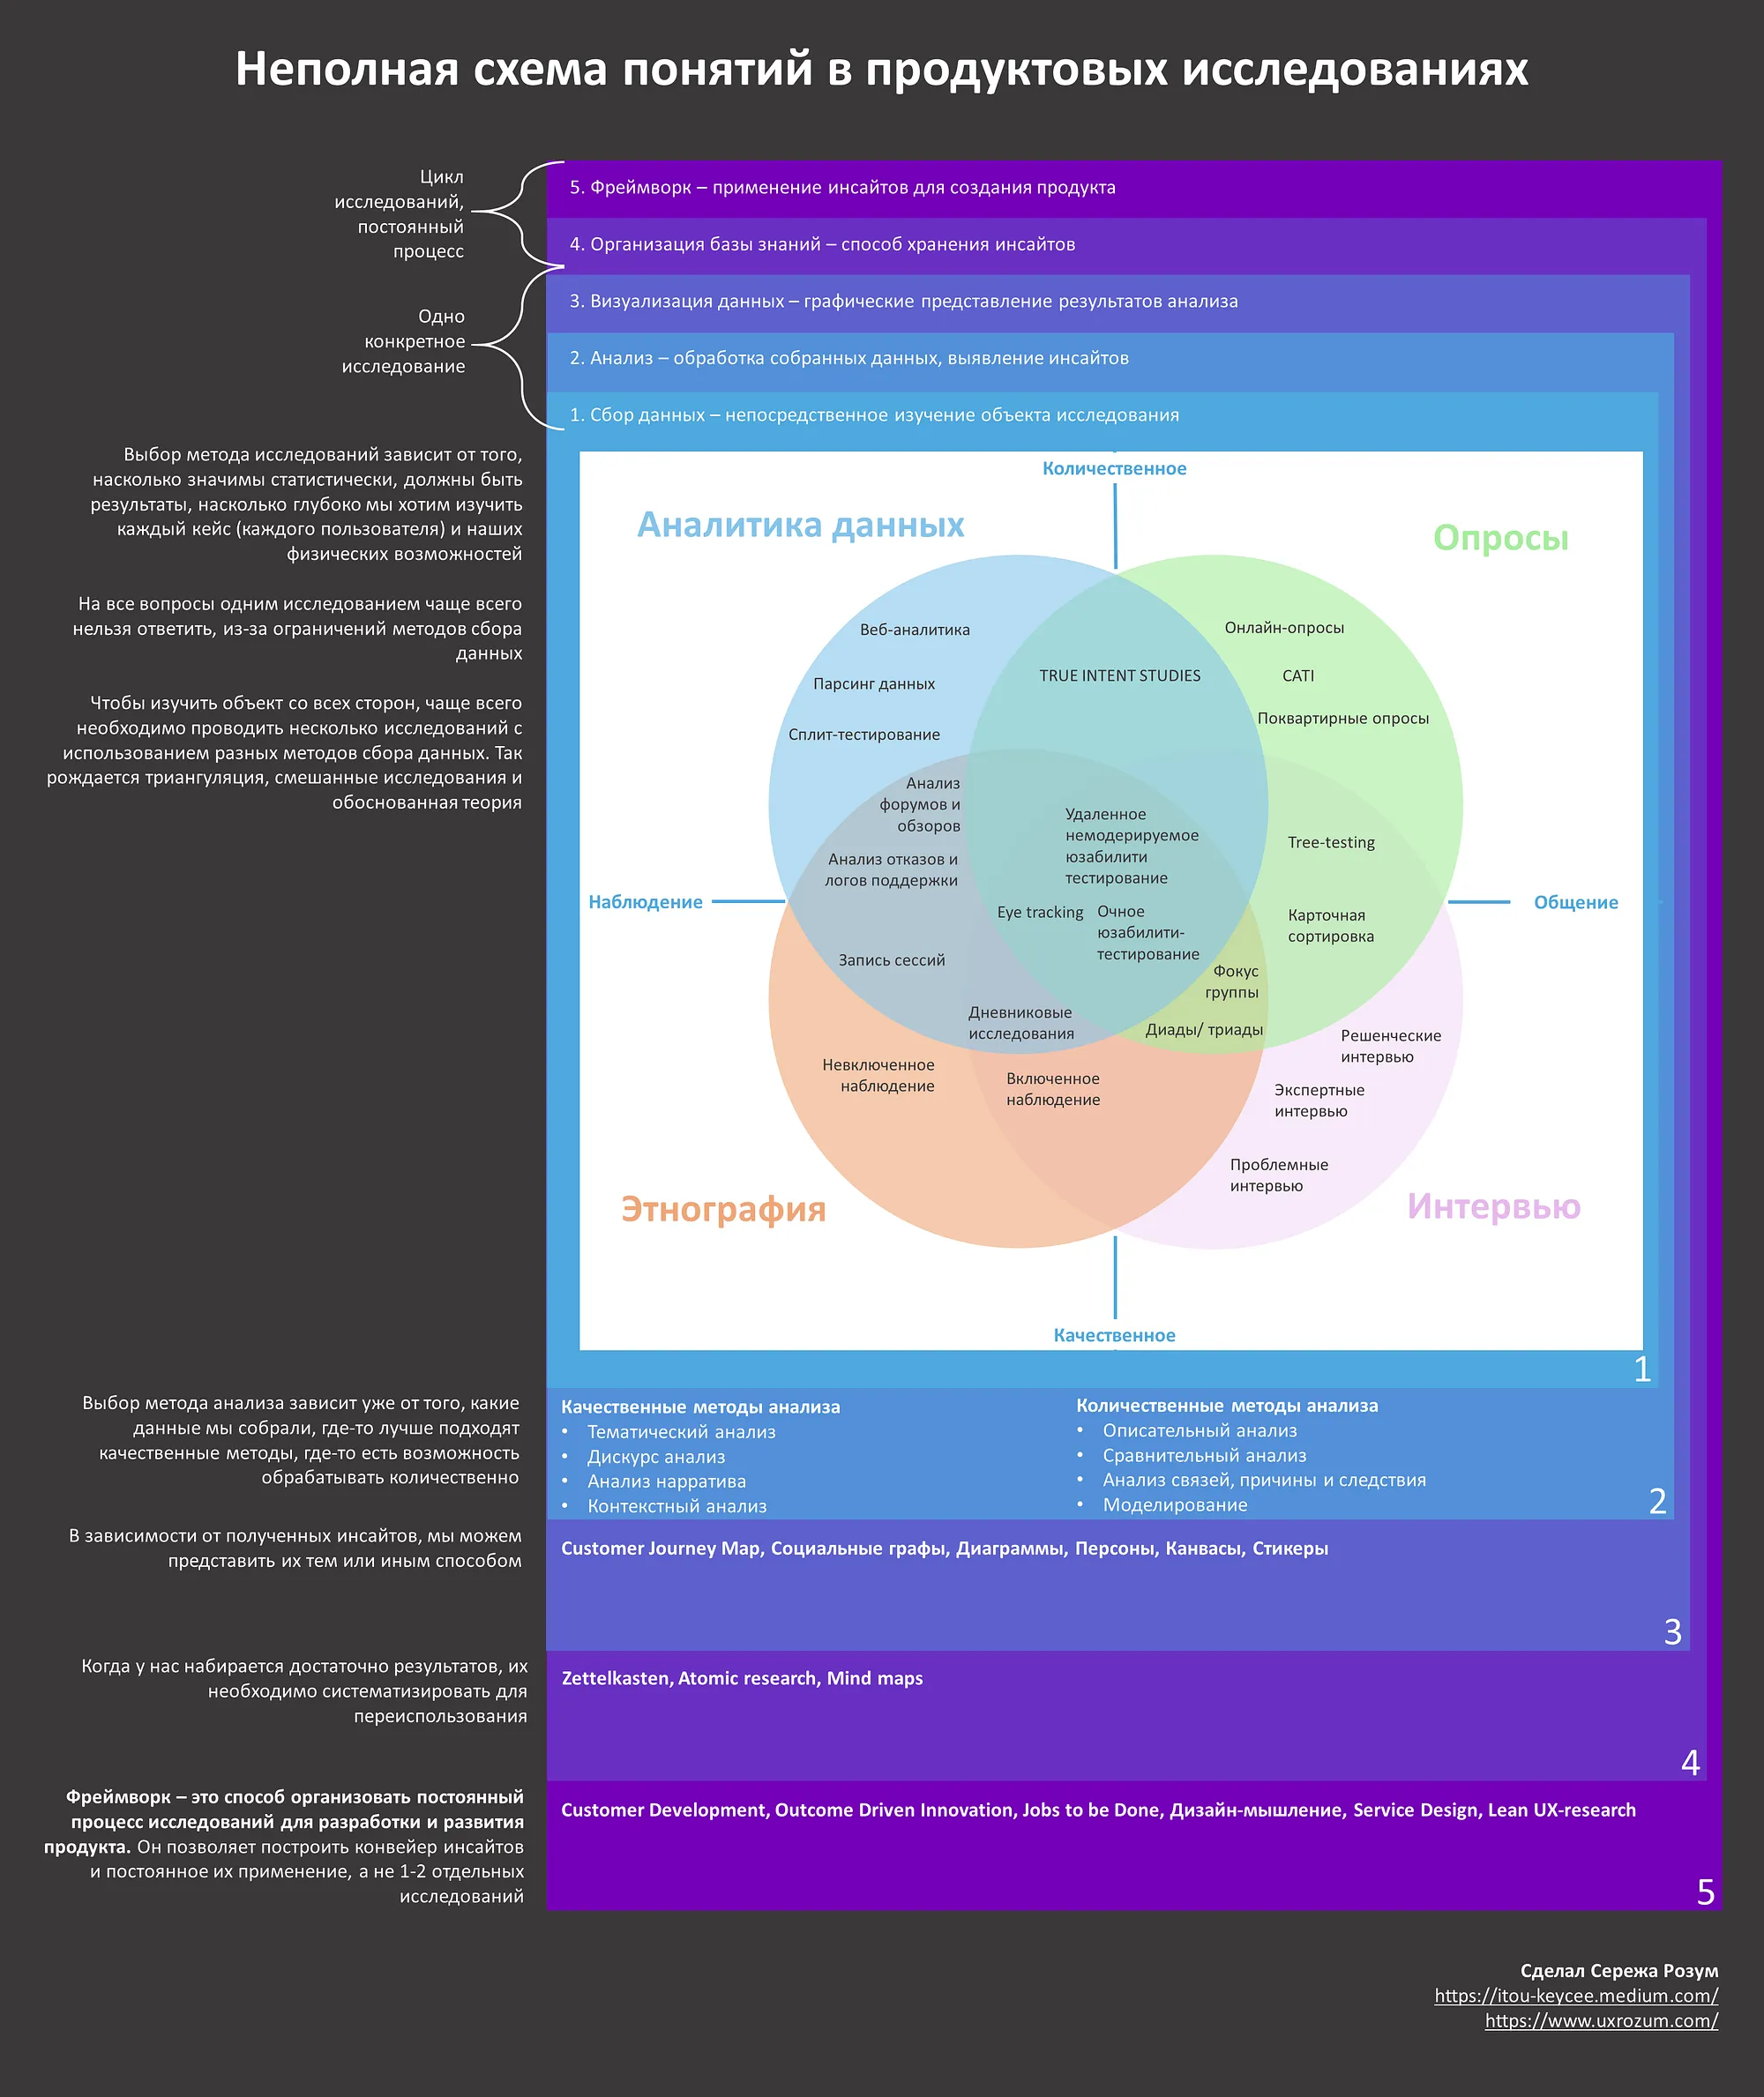 Неполная схема понятий в продуктовых исследованиях
Цикл
исследований,
постоянный
процесс
5. Фреймворк – применение инсайтов для создания продукта
4. Организация базы знаний – способ хранения инсайтов
Одно
конкретное
исследование
3. Визуализация данных – графические представление результатов анализа
2. Анализ – обработка собранных данных, выявление инсайтов
1. Сбор данных – непосредственное изучение объекта исследования
Выбор метода исследований зависит от того,
насколько значимы статистически, должны быть
результаты, насколько глубоко мы хотим изучить
каждый кейс (каждого пользователя) и наших
физических возможностей
На все вопросы одним исследованием чаще всего
нельзя ответить, из-за ограничений методов сбора
данных
Чтобы изучить объект со всех сторон, чаще всего
необходимо проводить несколько исследований с
использованием разных методов сбора данных. Так
рождается триангуляция, смешанные исследования и
обоснованная теория
Количественное
Аналитика данных
Опросы
Веб-аналитика
Парсинг данных
Сплит-тестирование
TRUE INTENT STUDIES
Онлайн-опросы
CATI
Поквартирные опросы
Анализ
форумов и
обзоров
Анализ отказов и
логов поддержки
Удаленное
немодерируемое
юзабилити
тестирование
Tree-testing
Наблюдение
Общение
Eye tracking
Очное
юзабилити-
тестирование
Карточная
сортировка
Запись сессий
Фокус
группы
Дневниковые
исследования
Диады/ триады
Решенческие
интервью
Невключенное
наблюдение
Включенное
наблюдение
Экспертные
интервью
Проблемные
интервью
Этнография
Интервью
Качественное
1
Выбор метода анализа зависит уже от того, какие
данные мы собрали, где-то лучше подходят
качественные методы, где-то есть возможность
обрабатывать количественно
Качественные методы анализа
• Тематический анализ
• Дискурс анализ
• Анализ нарратива
• Контекстный анализ
Количественные методы анализа
• Описательный анализ
• Сравнительный анализ
• Анализ связей, причины и следствия
• Моделирование
2
В зависимости от полученных инсайтов, мы можем
представить их тем или иным способом
Customer Journey Map, Социальные графы, Диаграммы, Персоны, Канвасы, Стикеры
3
Когда у нас набирается достаточно результатов, их
необходимо систематизировать для
переиспользования
Zettelkasten, Atomic research, Mind maps
4
Фреймворк – это способ организовать постоянный
процесс исследований для разработки и развития
продукта. Он позволяет построить конвейер инсайтов
и постоянное их применение, а не 1-2 отдельных
исследований
Customer Development, Outcome Driven Innovation, Jobs to be Done, Дизайн-мышление, Service Design, Lean UX-research
5
Сделал Сережа Розум
https://itou-keycee.medium.com/
https://www.uxrozum.com/